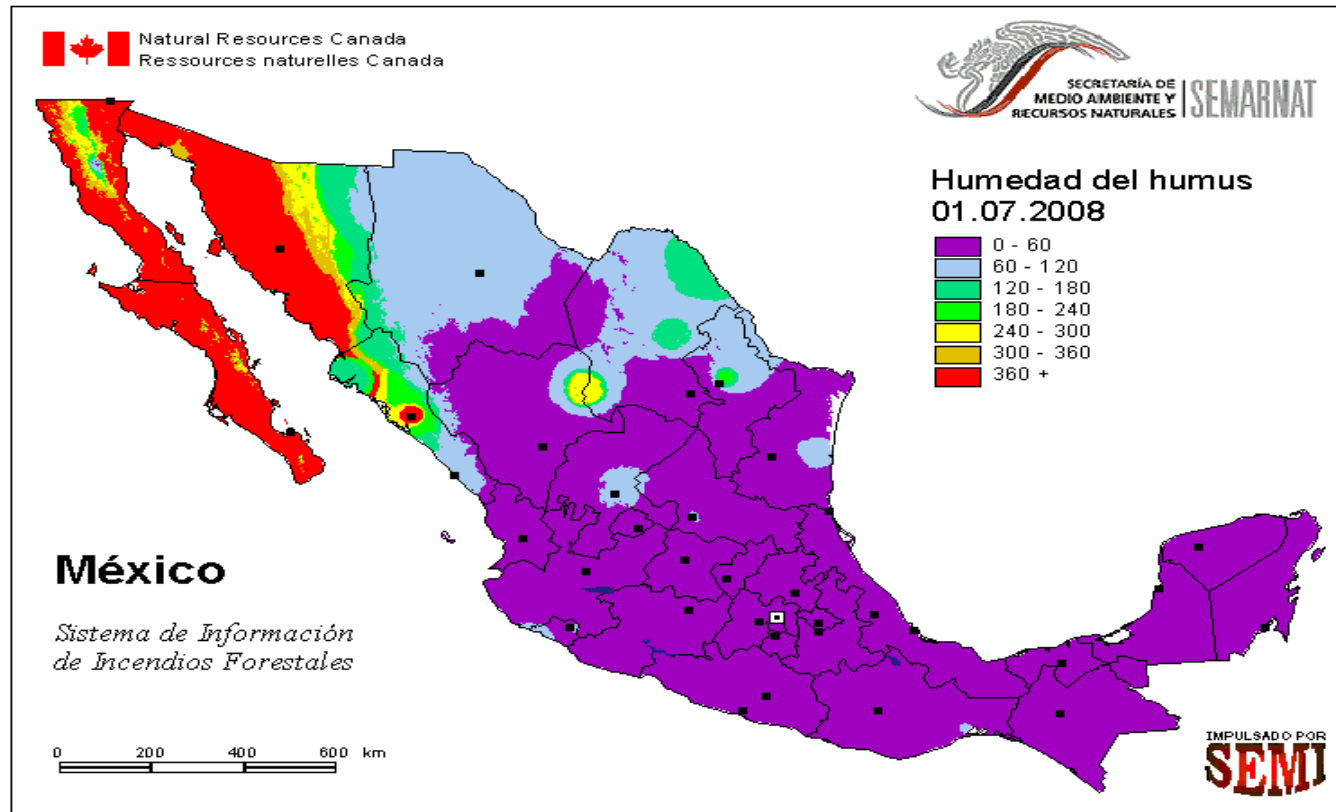 Natural Resources Canada
Ressources naturelles Canada
SECRETARÍA DE
MEDIO AMBIENTE Y
RECURSOS NATURALES
SEMARNAT
Humedad del humus
01.07.2008
0 - 60
60 - 120
120 - 180
180 - 240
240 - 300
300 - 360
360 +
México
Sistema de Información
de Incendios Forestales
0 200 400 600 km
IMPULSADO POR
SEMI